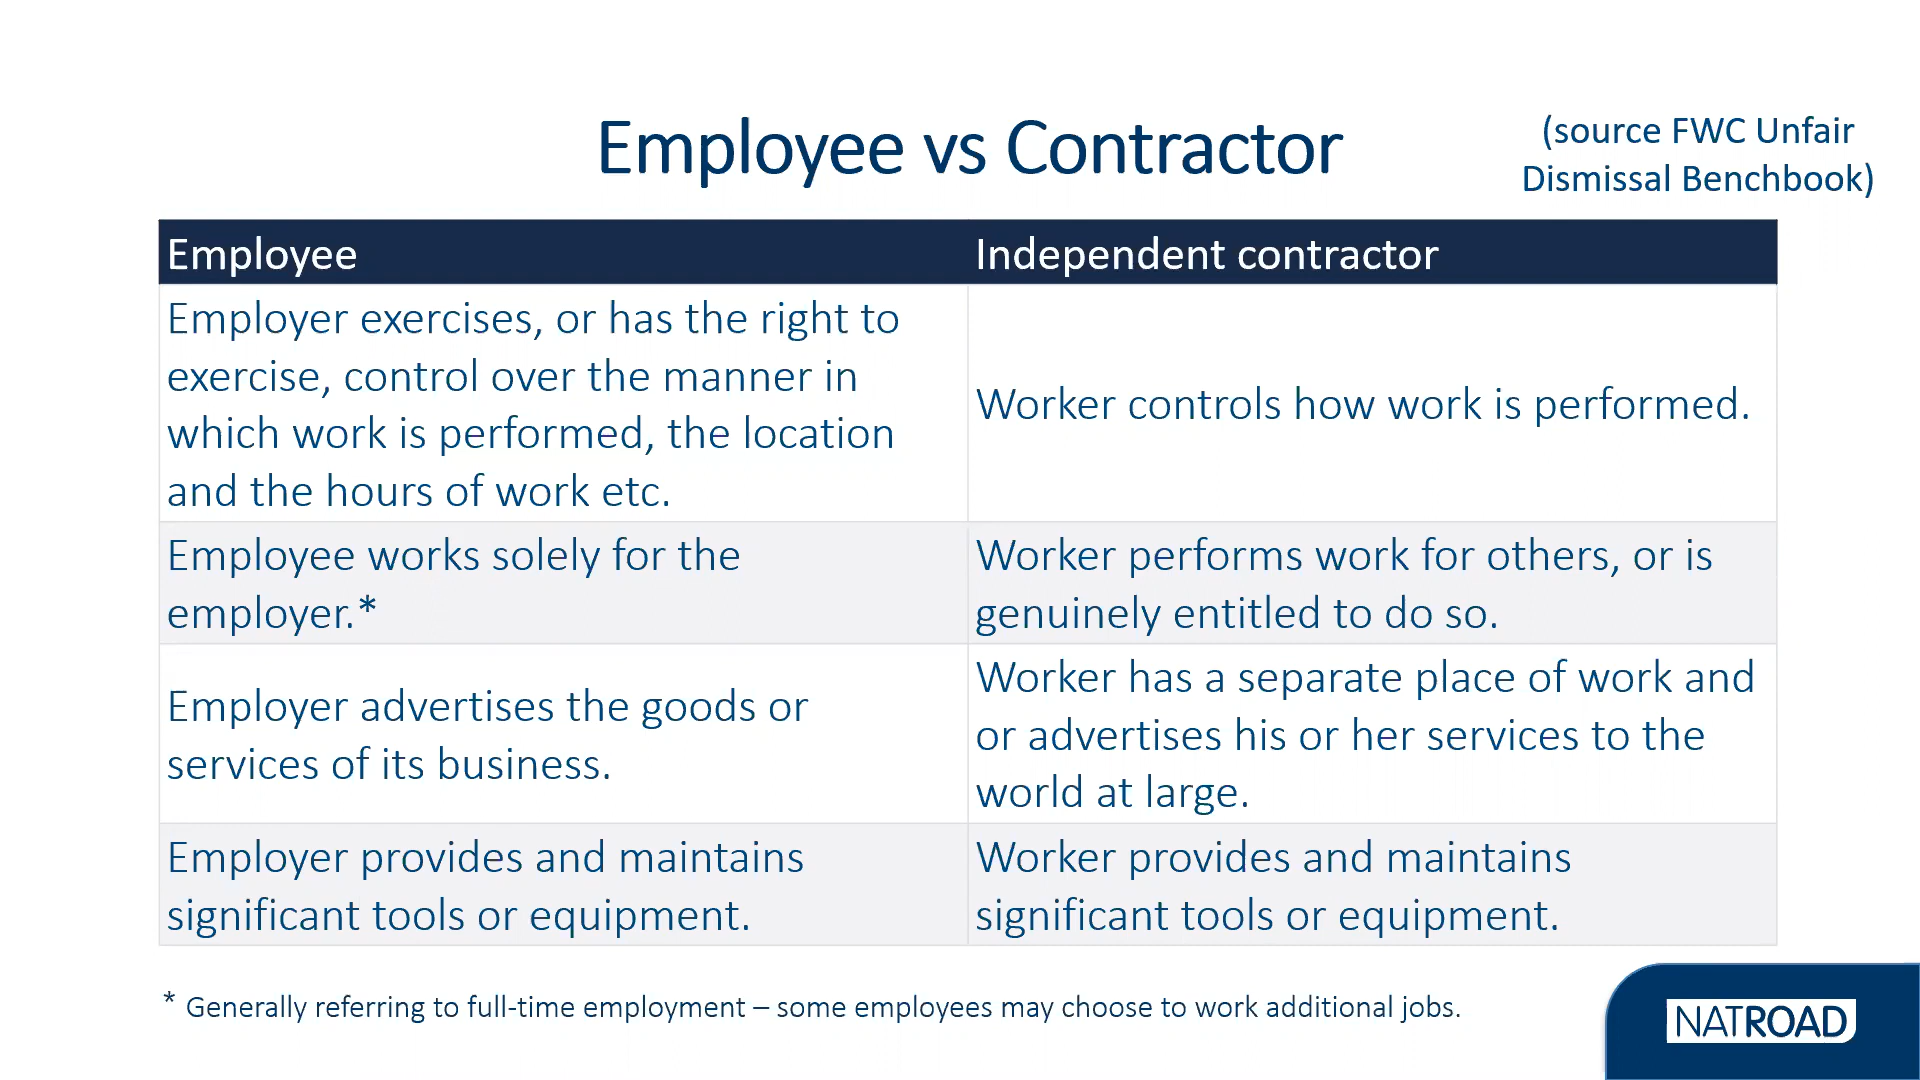 Employee vs Contractor
(source FWC Unfair
Dismissal Benchbook)
Employee
Independent contractor
Employer exercises, or has the right to
exercise, control over the manner in
which work is performed, the location
and the hours of work etc.
Worker controls how work is performed.
Employee works solely for the
employer.*
Worker performs work for others, or is
genuinely entitled to do so.
Employer advertises the goods or
services of its business.
Worker has a separate place of work and
or advertises his or her services to the
world at large.
Employer provides and maintains
significant tools or equipment.
Worker provides and maintains
significant tools or equipment.
* Generally referring to full-time employment – some employees may choose to work additional jobs.
NATROAD